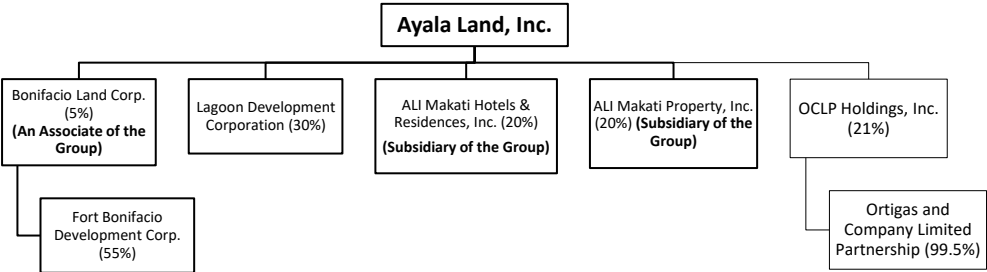 Ayala Land, Inc.
Bonifacio Land Corp.
(5%)
(An Associate of the
Group)
Lagoon Development
Corporation (30%)
ALI Makati Hotels &
Residences, Inc. (20%)
(Subsidiary of the Group)
ALI Makati Property, Inc.
(20%) (Subsidiary of the
Group)
OCLP Holdings, Inc.
(21%)
Fort Bonifacio
Development Corp.
(55%)
Ortigas and
Company Limited
Partnership (99.5%)